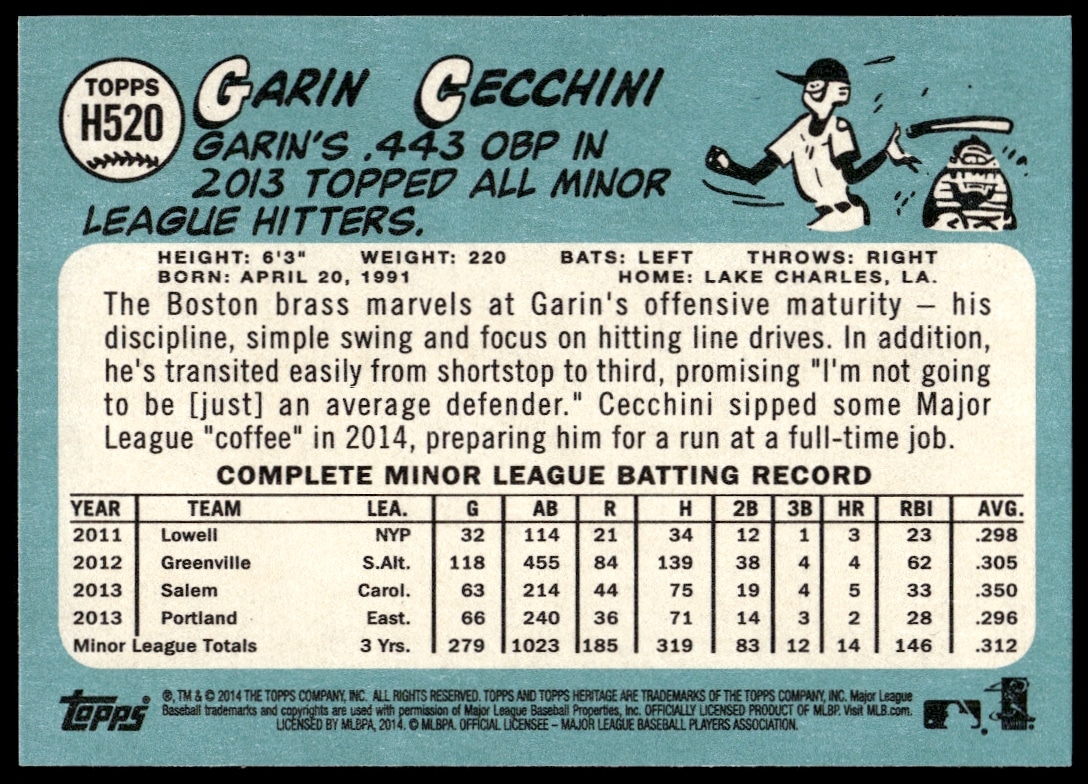 TOPPS
H520
GARIN CECCHINI
GARIN'S .443 OBP IN
2013 TOPPED ALL MINOR
LEAGUE HITTERS.
HEIGHT: 6'3" WEIGHT: 220 BATS: LEFT THROWS: RIGHT
BORN: APRIL 20, 1991 HOME: LAKE CHARLES, LA.
The Boston brass marvels at Garin's offensive maturity – his
discipline, simple swing and focus on hitting line drives. In addition,
he's transited easily from shortstop to third, promising "I'm not going
to be [just] an average defender." Cecchini sipped some Major
League "coffee" in 2014, preparing him for a run at a full-time job.
COMPLETE MINOR LEAGUE BATTING RECORD
YEAR TEAM LEA. G AB R H 2B 3B HR RBI AVG.
2011 Lowell NYP 32 114 21 34 12 1 3 23 .298
2012 Greenville S.Alt. 118 455 84 139 38 4 4 62 .305
2013 Salem Carol. 63 214 44 75 19 4 5 33 .350
2013 Portland East. 66 240 36 71 14 3 2 28 .296
Minor League Totals 3 Yrs. 279 1023 185 319 83 12 14 146 .312
TOPPS
®, TM & © 2014 THE TOPPS COMPANY, INC. ALL RIGHTS RESERVED. TOPPS AND TOPPS HERITAGE ARE TRADEMARKS OF THE TOPPS COMPANY, INC. Major League
Baseball trademarks and copyrights are used with permission of Major League Baseball Properties, Inc. OFFICIALLY LICENSED PRODUCT OF MLBP. Visit MLB.com.
LICENSED BY MLBPA, 2014. © MLBPA. OFFICIAL LICENSEE – MAJOR LEAGUE BASEBALL PLAYERS ASSOCIATION.